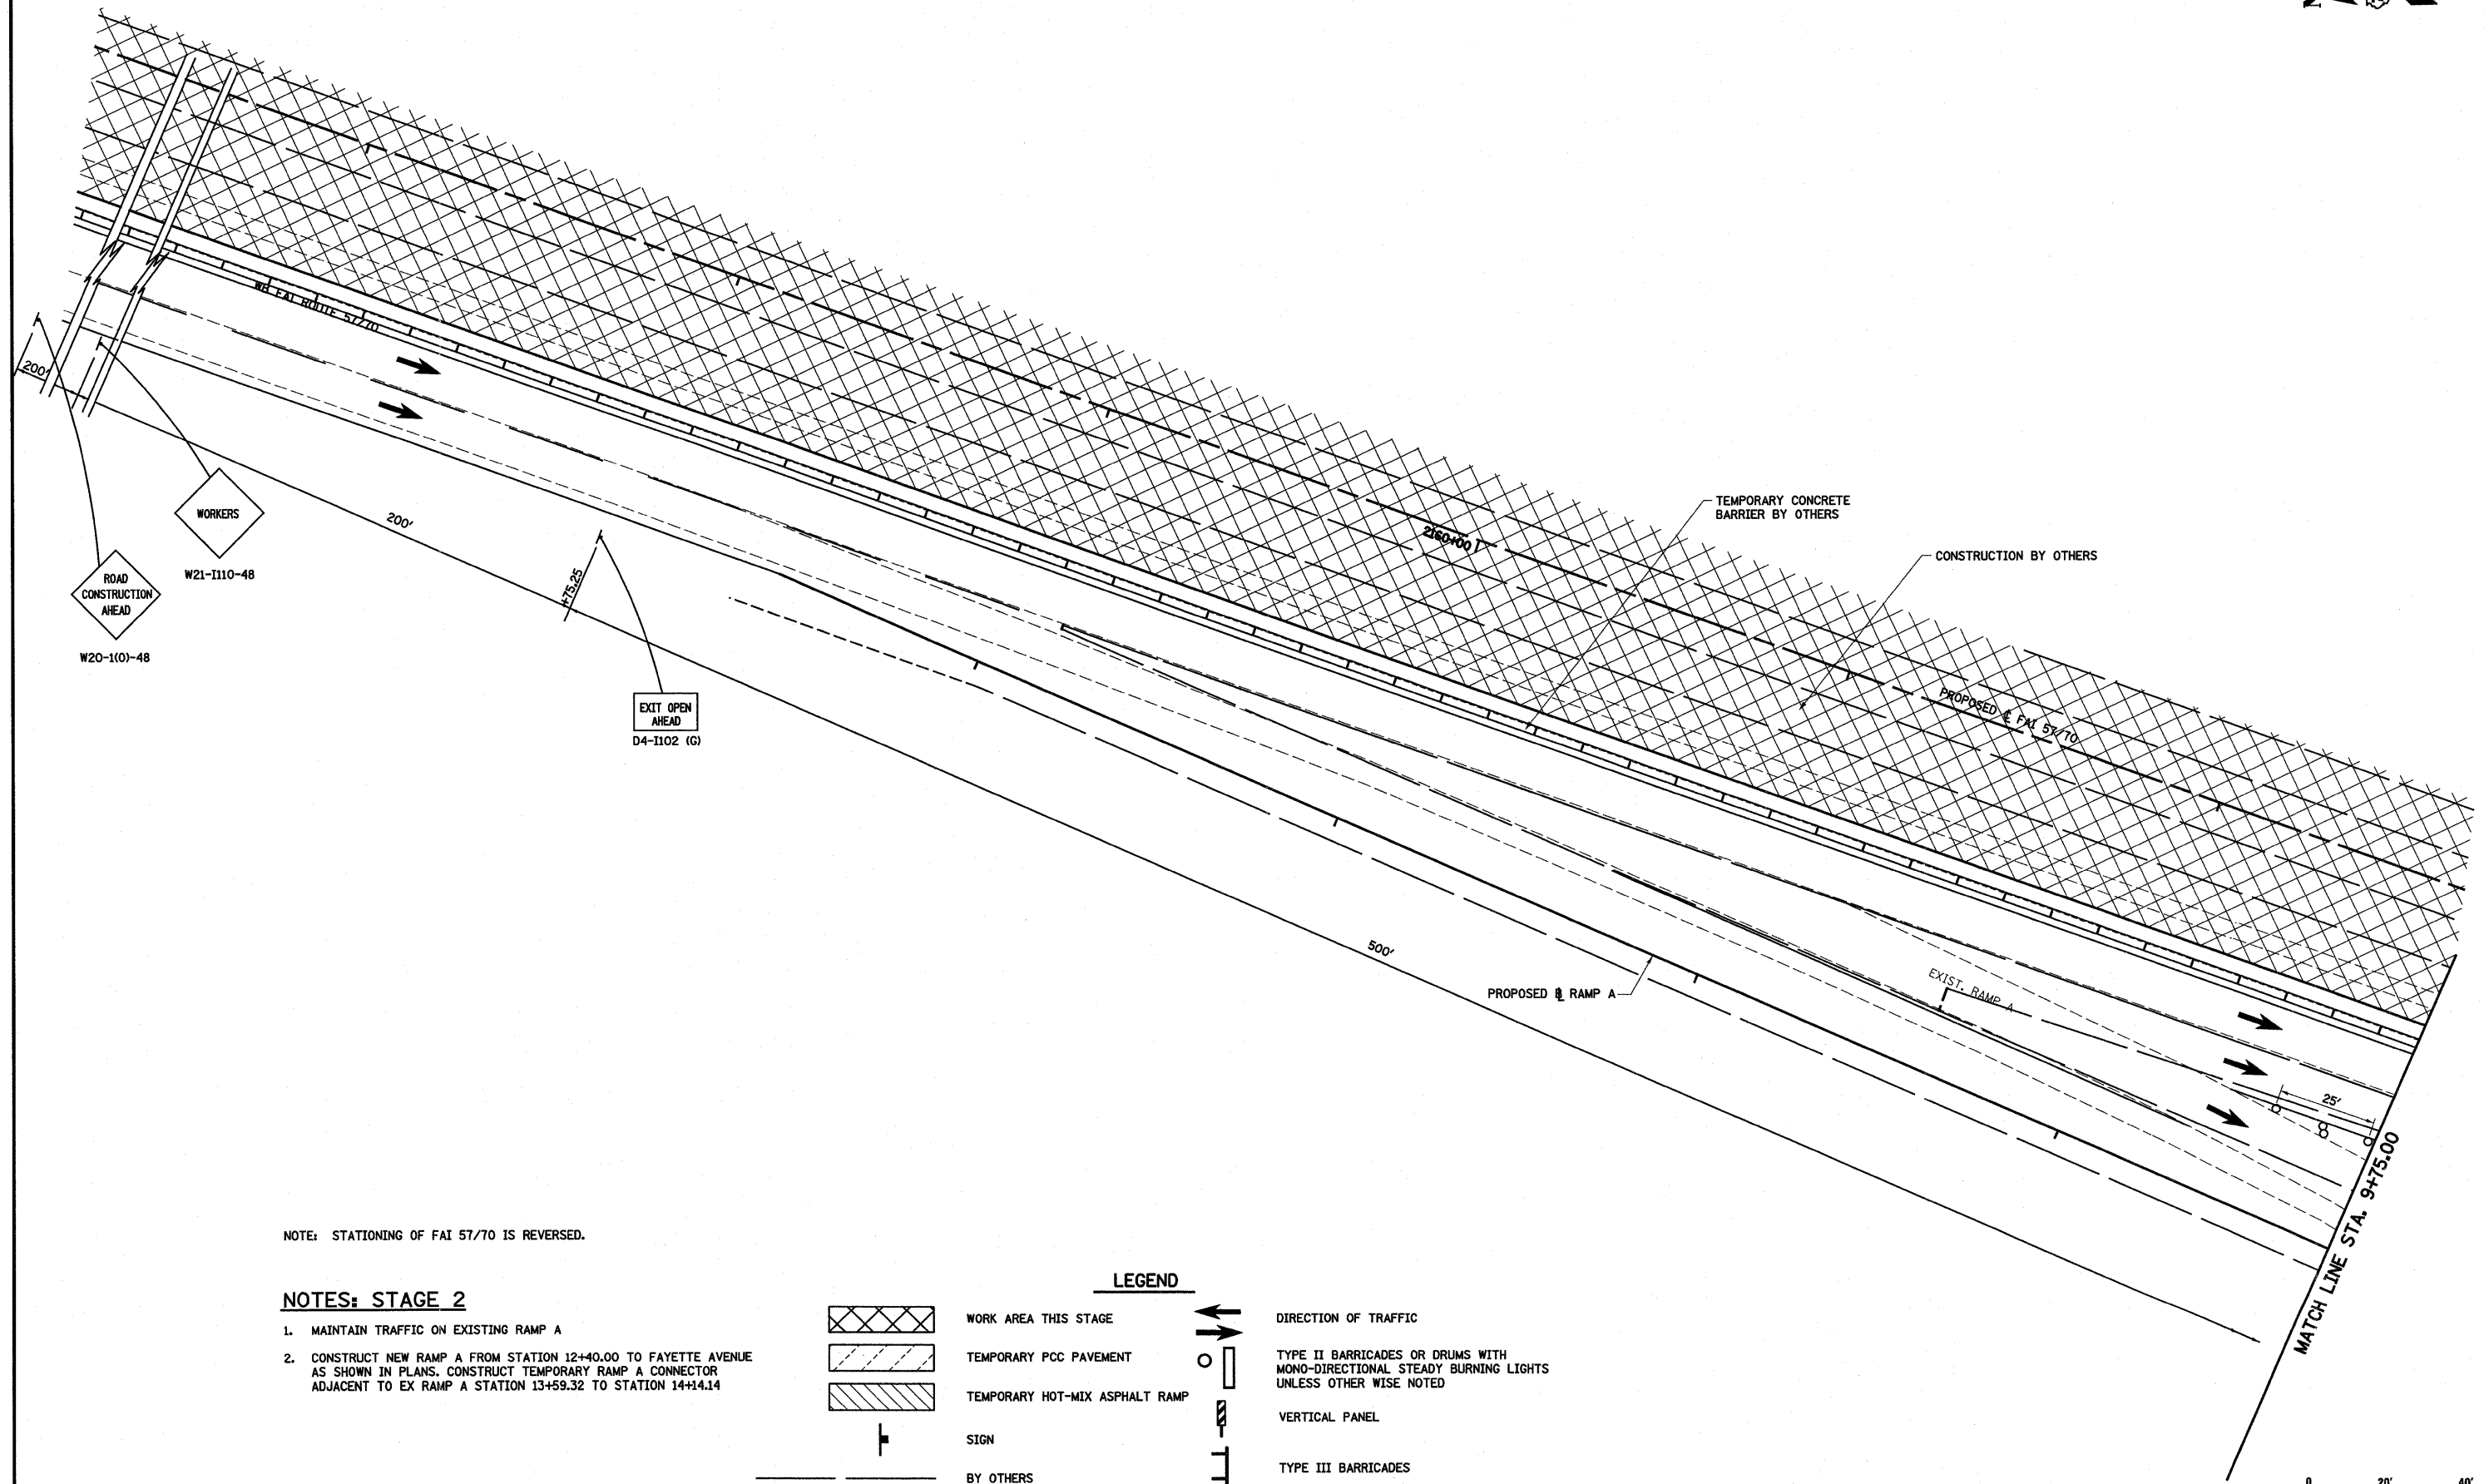 N
WB FAI ROUTE 57/70
200'
WORKERS
W21-I110-48
ROAD
CONSTRUCTION
AHEAD
W20-1(O)-48
200'
+75.25
EXIT OPEN
AHEAD
D4-I102 (G)
2160+00
TEMPORARY CONCRETE
BARRIER BY OTHERS
CONSTRUCTION BY OTHERS
PROPOSED ℄ FAI 57/70
500'
PROPOSED RAMP A
EXIST. RAMP A
25'
MATCH LINE STA. 9+75.00
NOTE: STATIONING OF FAI 57/70 IS REVERSED.
NOTES: STAGE 2
1. MAINTAIN TRAFFIC ON EXISTING RAMP A
2. CONSTRUCT NEW RAMP A FROM STATION 12+40.00 TO FAYETTE AVENUE
AS SHOWN IN PLANS. CONSTRUCT TEMPORARY RAMP A CONNECTOR
ADJACENT TO EX RAMP A STATION 13+59.32 TO STATION 14+14.14
LEGEND
WORK AREA THIS STAGE
TEMPORARY PCC PAVEMENT
TEMPORARY HOT-MIX ASPHALT RAMP
SIGN
BY OTHERS
DIRECTION OF TRAFFIC
TYPE II BARRICADES OR DRUMS WITH
MONO-DIRECTIONAL STEADY BURNING LIGHTS
UNLESS OTHER WISE NOTED
VERTICAL PANEL
TYPE III BARRICADES
0 20' 40'